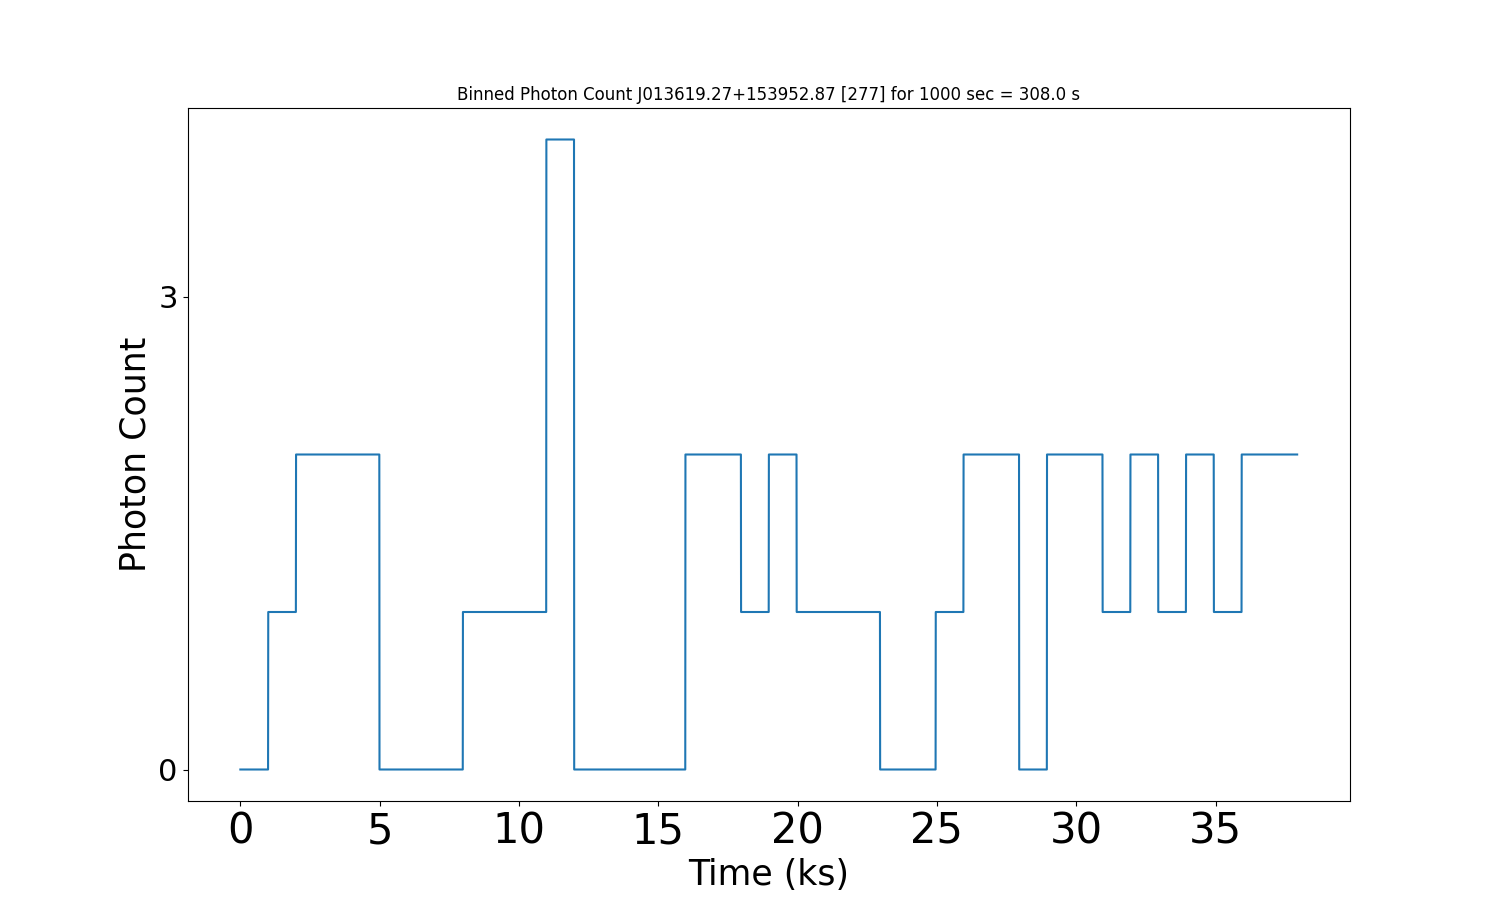 Binned Photon Count J013619.27+153952.87 [277] for 1000 sec = 308.0 s
3
0
Photon Count
0 5 10 15 20 25 30 35
Time (ks)